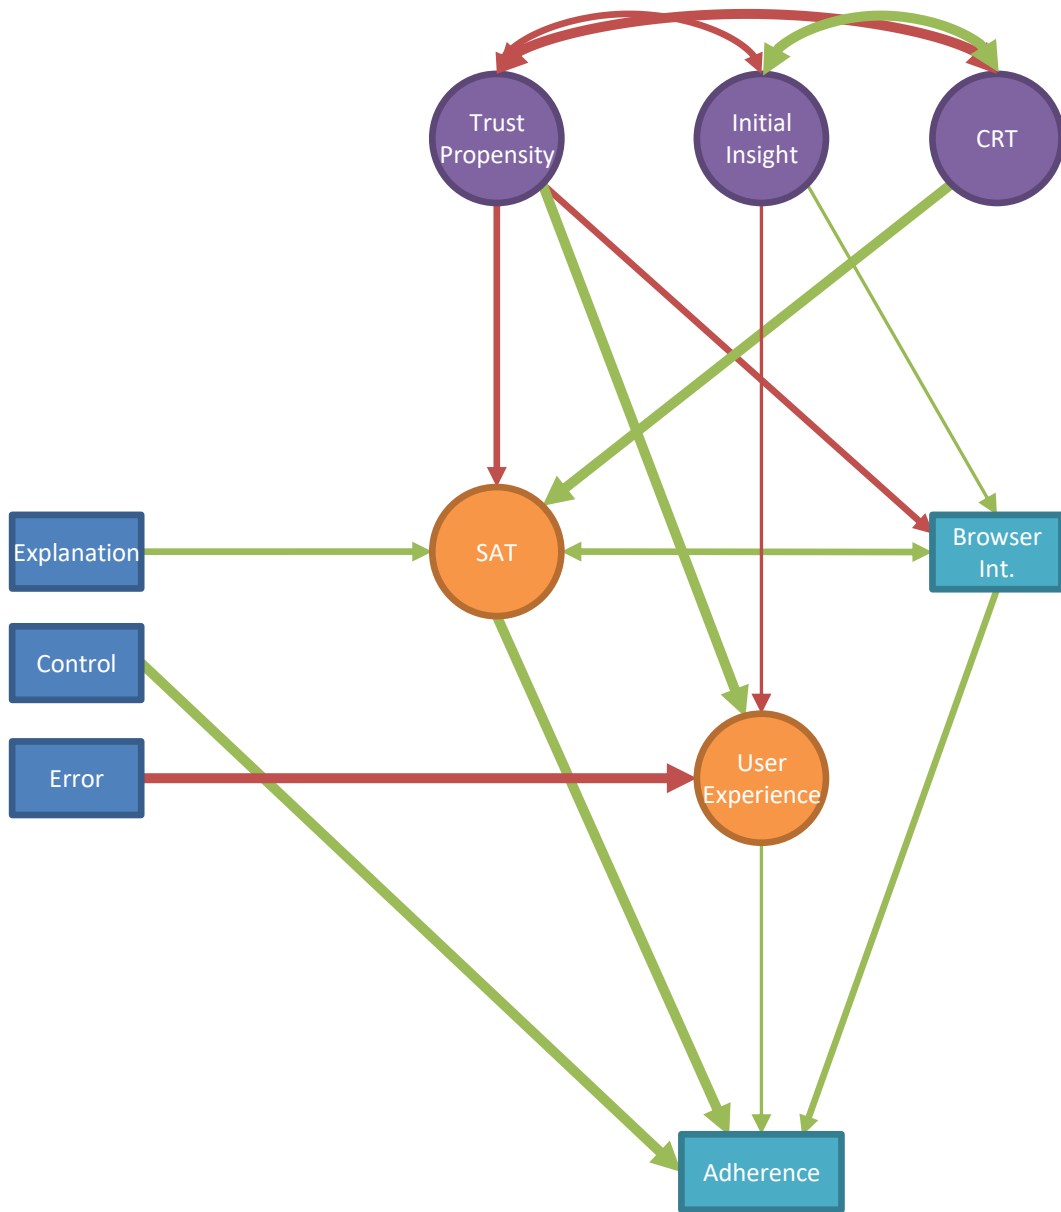 Trust
Propensity
Initial
Insight
CRT
Explanation
SAT
Browser
Int.
Control
Error
User
Experience
Adherence